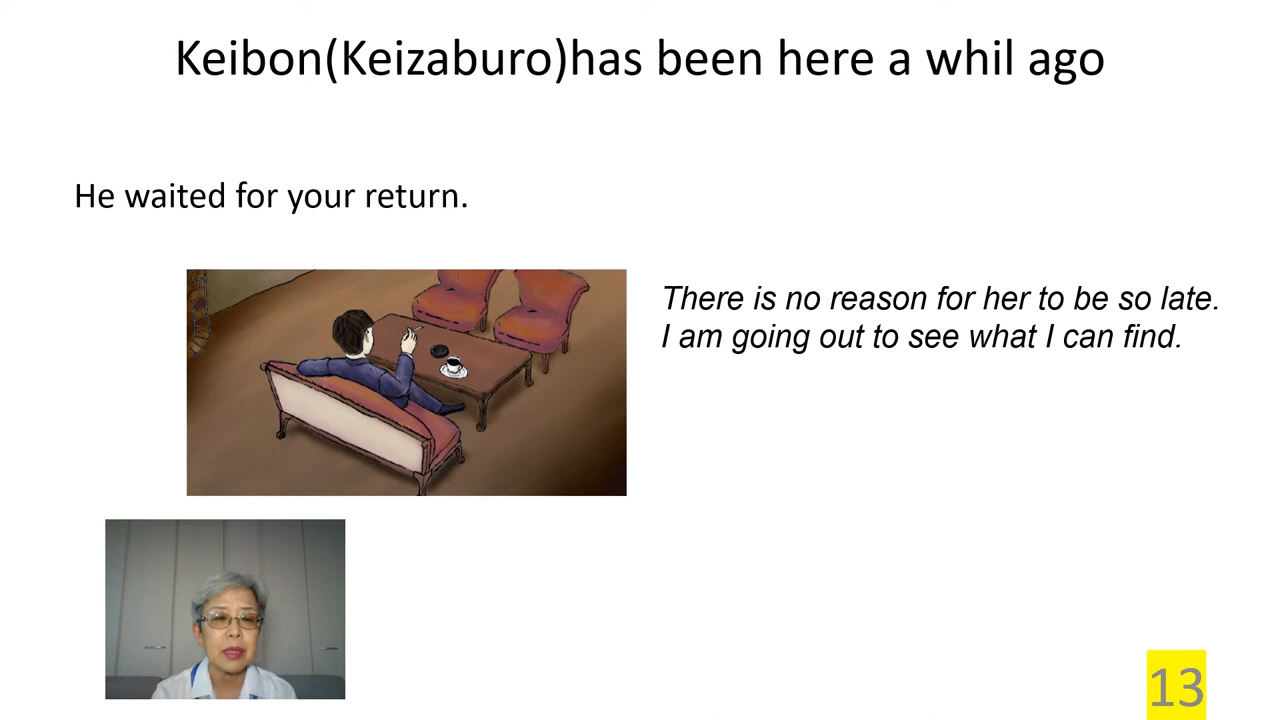 Keibon(Keizaburo)has been here a whil ago
He waited for your return.
There is no reason for her to be so late.
I am going out to see what I can find.
13